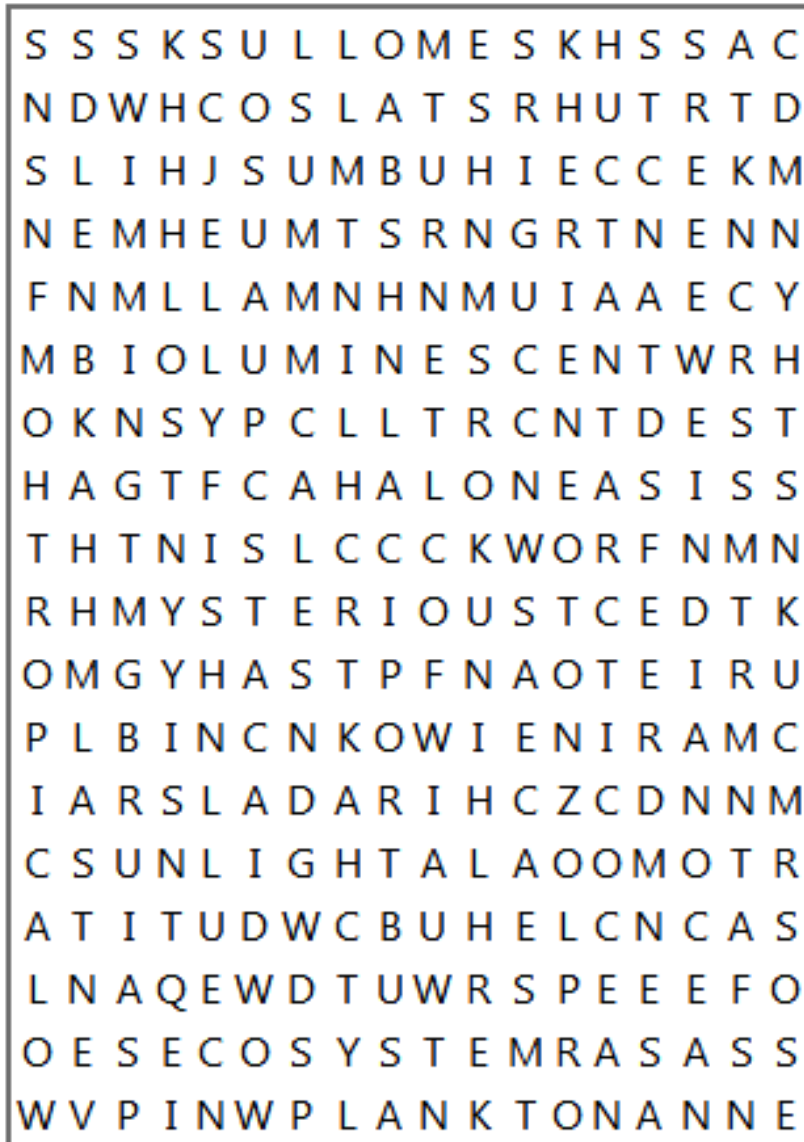 S S S K S U L L O M E S K H S S A C
N D W H C O S L A T S R H U T R T D
S L I H J S U M B U H I E C C E K M
N E M H E U M T S R N G R T N E N N
F N M L L A M N H N M U I A A E C Y
M B I O L U M I N E S C E N T W R H
O K N S Y P C L L T R C N T D E S T
H A G T F C A H A L O N E A S I S S
T H T N I S L C C C K W O R F N M N
R H M Y S T E R I O U S T C E D T K
O M G Y H A S T P F N A O T E I R U
P L B I N C N K O W I E N I R A M C
I A R S L A D A R I H C Z C D N N M
C S U N L I G H T A L A O O M O T R
A T I T U D W C B U H E L C N C A S
L N A Q E W D T U W R S P E E E F O
O E S E C O S Y S T E M R A S A S S
W V P I N W P L A N K T O N A N N E